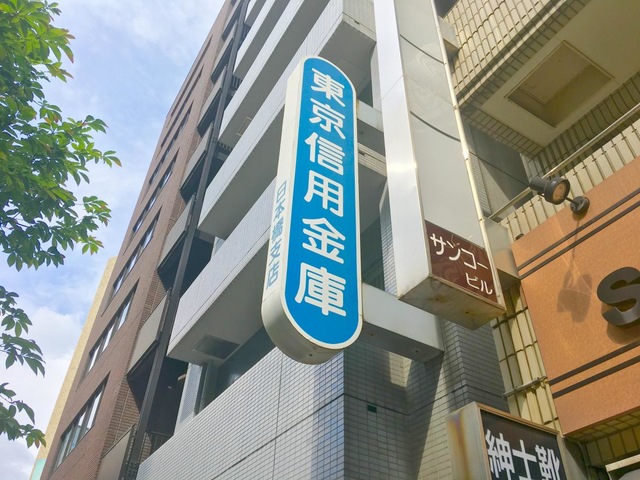 東京信用金庫
日本橋支店
サンコー
ビル
S
紳士靴